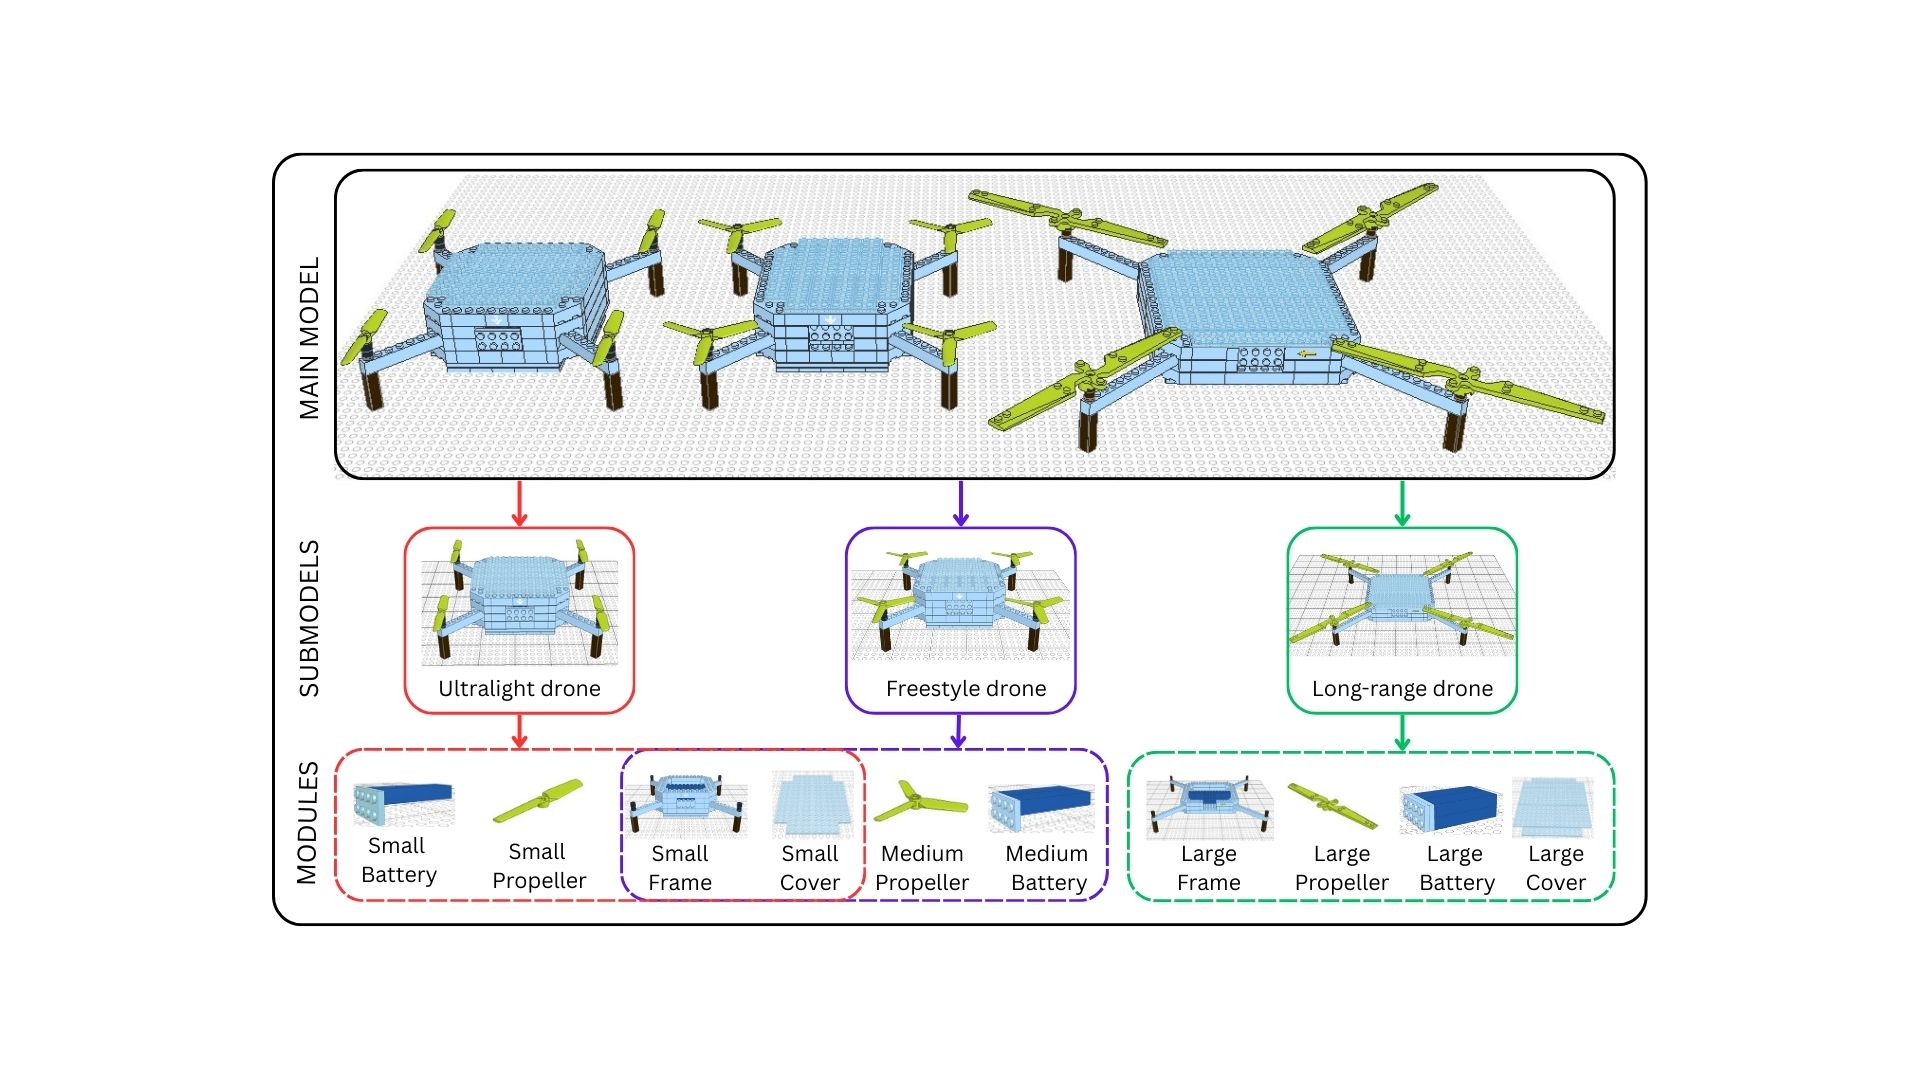 MAIN MODEL
SUBMODELS
Ultralight drone
Freestyle drone
Long-range drone
MODULES
Small
Battery
Small
Propeller
Small
Frame
Small
Cover
Medium
Propeller
Medium
Battery
Large
Frame
Large
Propeller
Large
Battery
Large
Cover